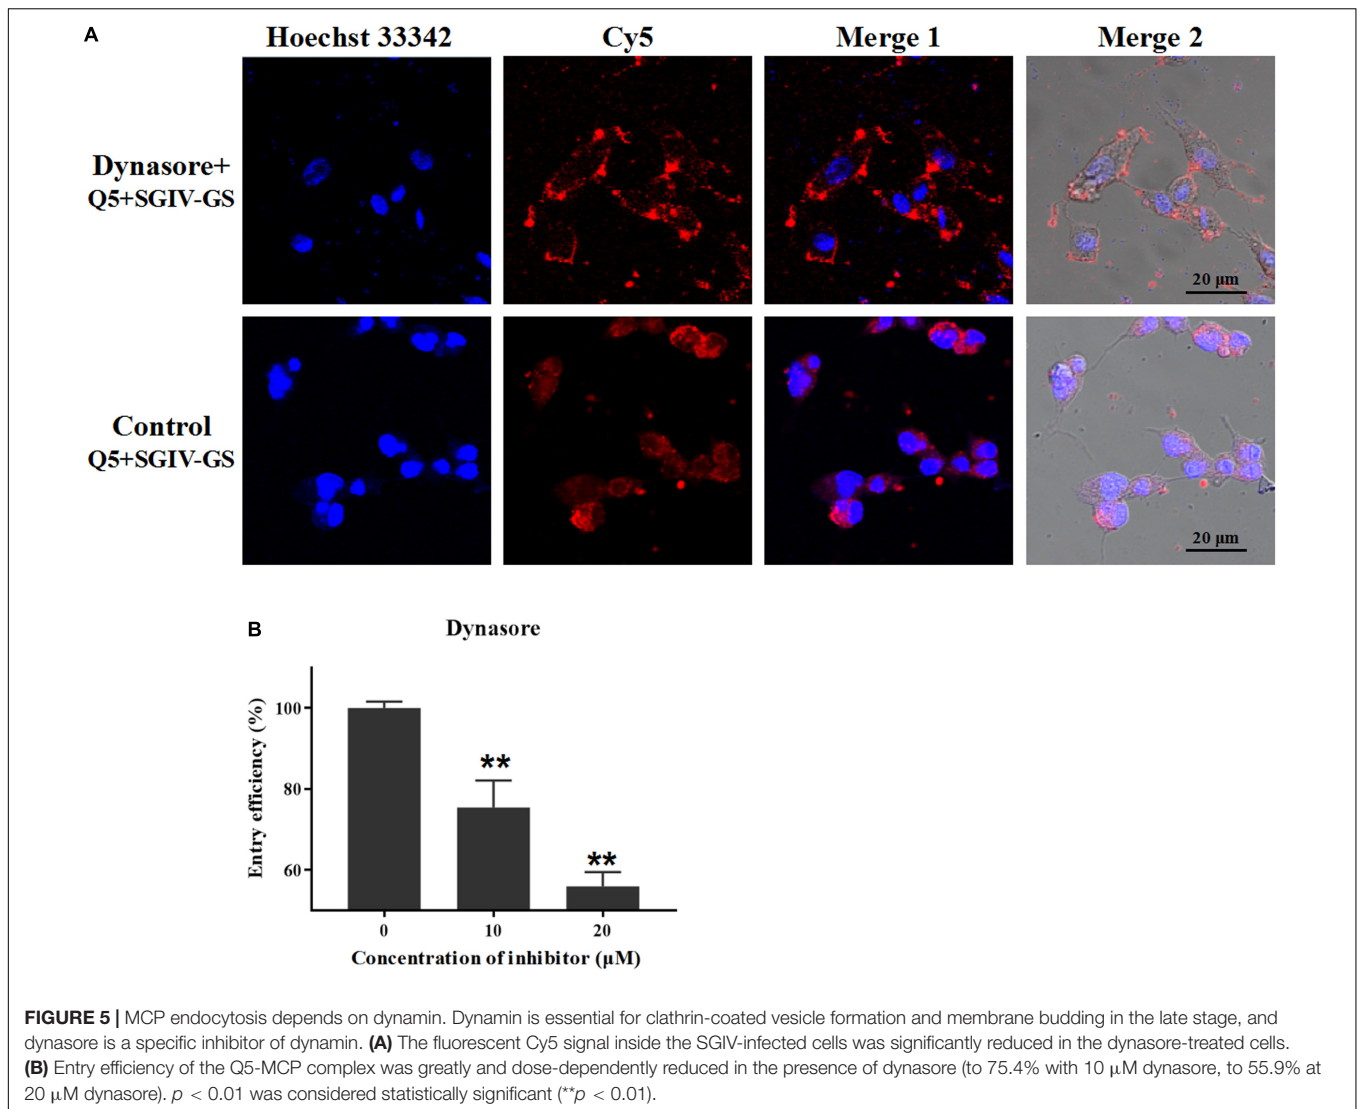 A
Hoechst 33342 Cy5 Merge 1 Merge 2
Dynasore+
Q5+SGIV-GS
20 μm
Control
Q5+SGIV-GS
20 μm
B
Dynasore
Entry efficiency (%)
100
80
60
**
**
0 10 20
Concentration of inhibitor (μM)
FIGURE 5 | MCP endocytosis depends on dynamin. Dynamin is essential for clathrin-coated vesicle formation and membrane budding in the late stage, and
dynasore is a specific inhibitor of dynamin. (A) The fluorescent Cy5 signal inside the SGIV-infected cells was significantly reduced in the dynasore-treated cells.
(B) Entry efficiency of the Q5-MCP complex was greatly and dose-dependently reduced in the presence of dynasore (to 75.4% with 10 μM dynasore, to 55.9% at
20 μM dynasore). p < 0.01 was considered statistically significant (**p < 0.01).